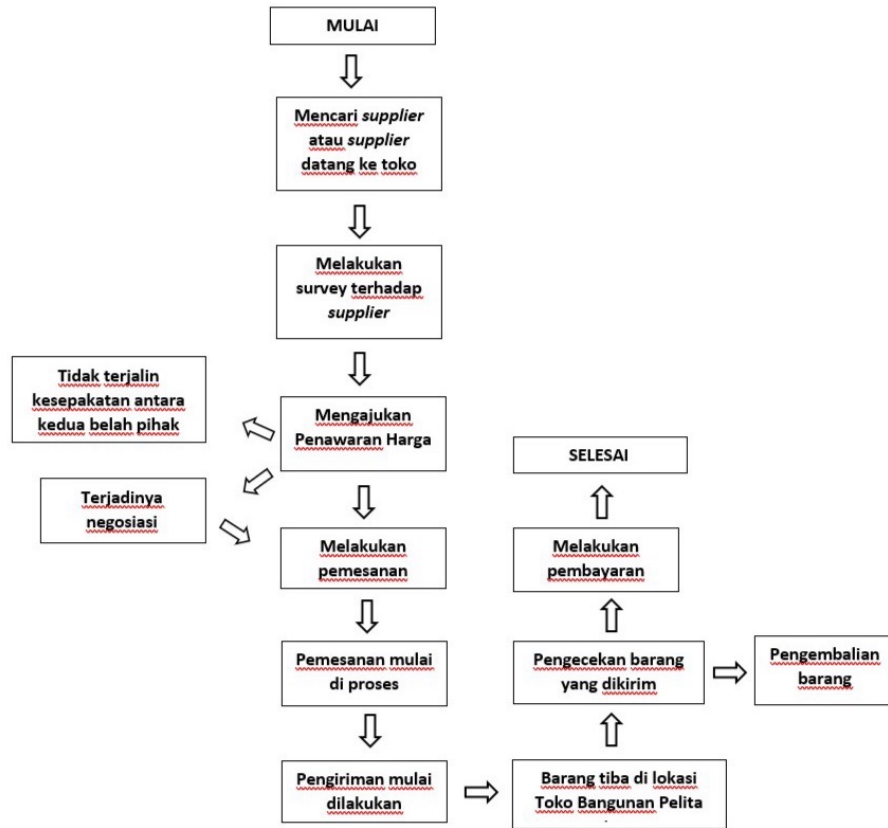 MULAI
Mencari supplier
atau supplier
datang ke toko
Melakukan
survey terhadap
supplier
Tidak terjalin
kesepakatan antara
kedua belah pihak
Mengajukan
Penawaran Harga
Terjadinya
negosiasi
Melakukan
pemesanan
Pemesanan mulai
di proses
Pengiriman mulai
dilakukan
Barang tiba di lokasi
Toko Bangunan Pelita
.
Pengecekan barang
yang dikirim
Pengembalian
barang
Melakukan
pembayaran
SELESAI